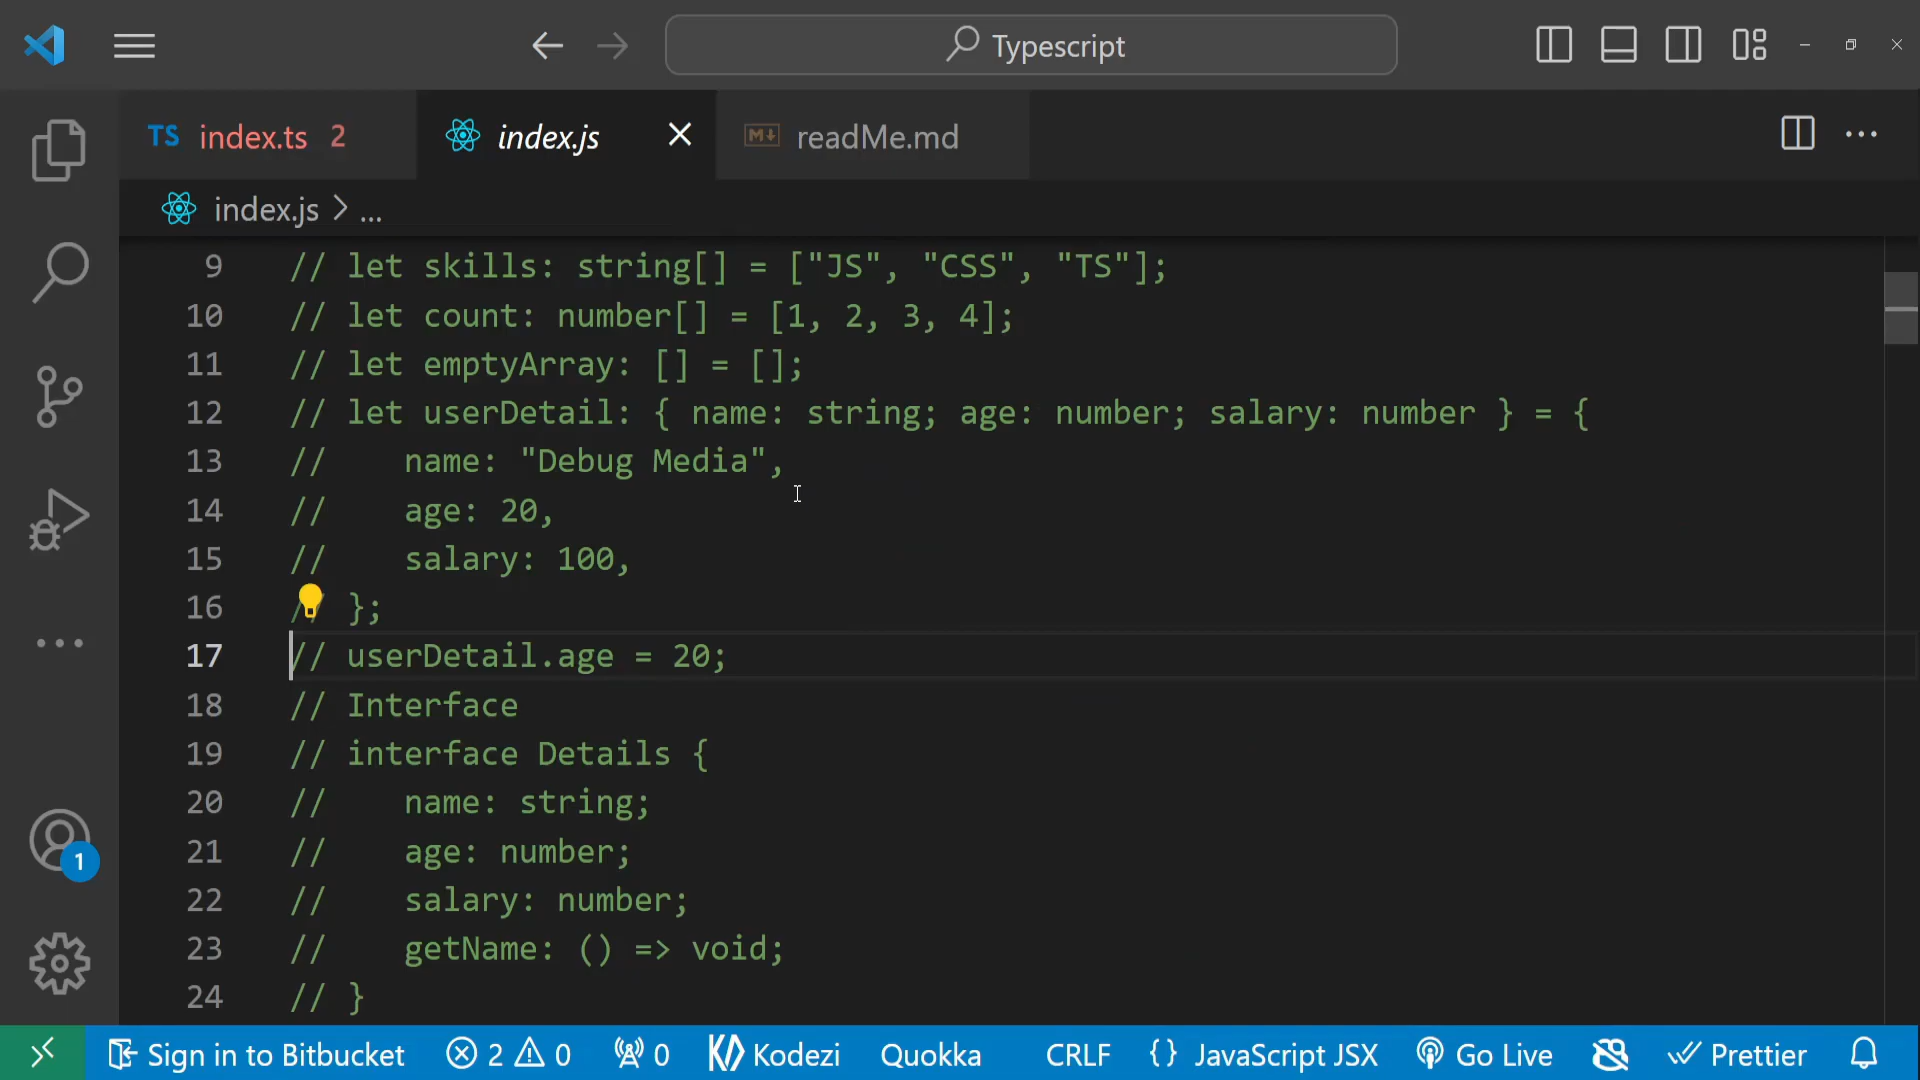 Typescript
TS index.ts 2
index.js
M↓ readMe.md
index.js > ...
9 // let skills: string[] = ["JS", "CSS", "TS"];
10 // let count: number[] = [1, 2, 3, 4];
11 // let emptyArray: [] = [];
12 // let userDetail: { name: string; age: number; salary: number } = {
13 //    name: "Debug Media",
14 //    age: 20,
15 //    salary: 100,
16 // };
17 // userDetail.age = 20;
18 // Interface
19 // interface Details {
20 //    name: string;
21 //    age: number;
22 //    salary: number;
23 //    getName: () => void;
24 // }
1
Sign in to Bitbucket 2 0 0 Kodezi Quokka CRLF {} JavaScript JSX Go Live Prettier